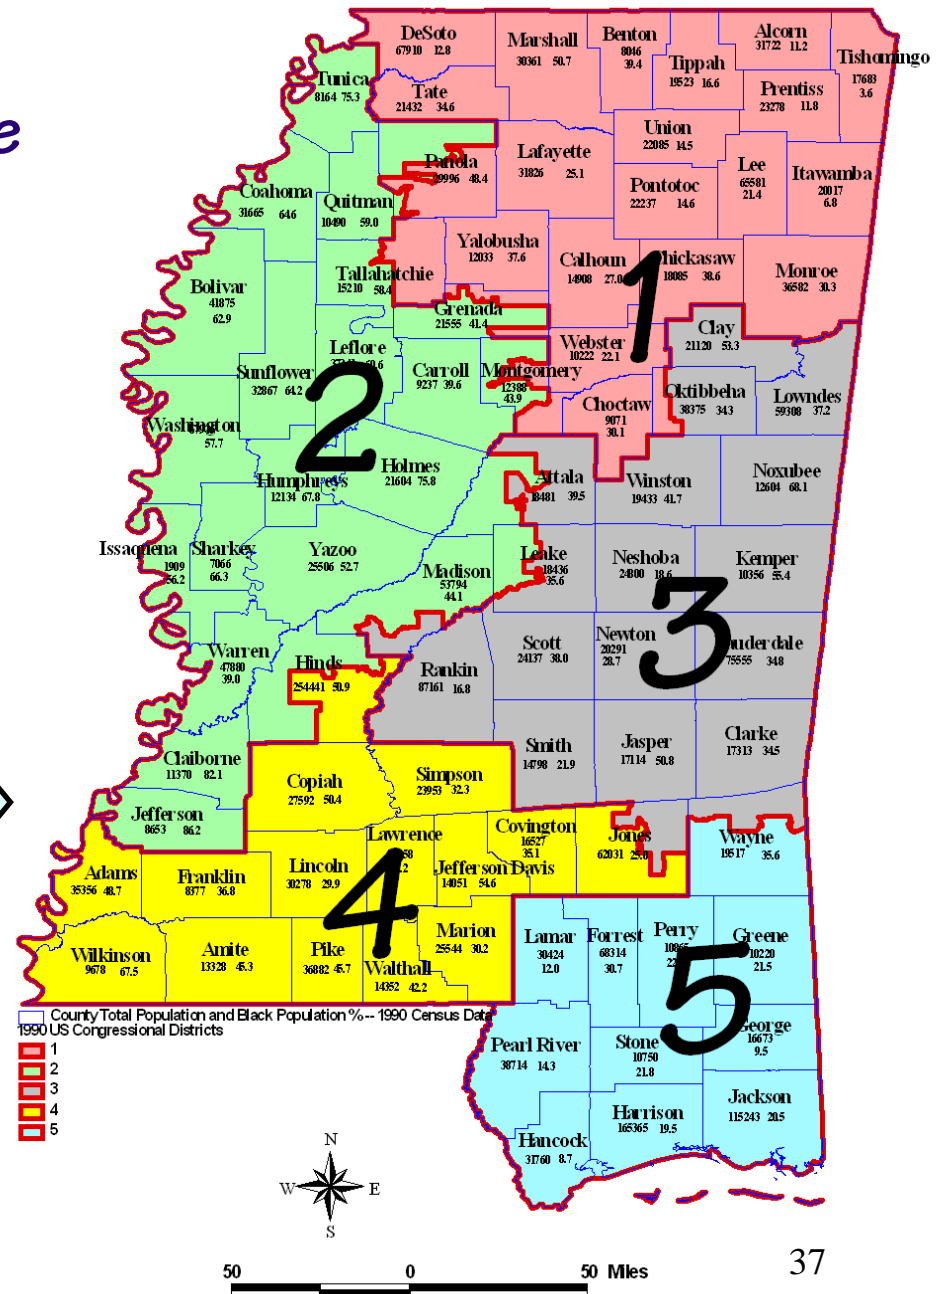 e
DeSoto
67910 12.8
Marshall
30361 50.7
Benton
8046
39.4
Tippah
19523 16.6
Alcorn
31722 11.2
Tishomingo
17683
3.6
Prentiss
23278 11.8
Tunica
8164 75.3
Tate
21432 34.6
Union
22085 14.5
Lafayette
31826 25.1
Panola
29996 48.4
Lee
65581
21.4
Itawamba
20017
6.8
Pontotoc
22237 14.6
Coahoma
31665 64.6
Quitman
10490 59.0
Yalobusha
12033 37.6
Calhoun
14908 27.0
Chickasaw
18085 38.6
Monroe
36582 30.3
Tallahatchie
15210 58.4
Bolivar
41875
62.9
Grenada
21555 41.4
Clay
21120 53.3
Webster
10222 22.1
1
Leflore
Carroll
9237 39.6
Montgomery
12388
43.9
Sunflower
32867 64.2
2
Choctaw
9071
30.1
Oktibbeha
38375 34.3
Lowndes
59308 37.2
Washington
57.7
Holmes
21604 75.8
Humphreys
12134 67.8
Attala
18481 39.5
Winston
19433 41.7
Noxubee
12604 68.1
Issaquena
1909
56.2
Sharkey
7066
66.3
Yazoo
25506 52.7
Madison
53794
44.1
Leake
18436
35.6
Neshoba
24800 18.6
Kemper
10356 55.4
3
Warren
47880
39.0
Hinds
254441 50.9
Rankin
87161 16.8
Scott
24137 38.0
Newton
20291
28.7
Lauderdale
75555 34.8
Claiborne
11370 82.1
Smith
14798 21.9
Jasper
17114 50.8
Clarke
17313 34.5
Copiah
27592 50.4
Simpson
23953 32.3
Jefferson
8653 86.2
Lawrence
Covington
16527
35.1
Jones
62031
Wayne
19517 35.6
Adams
35356 48.7
Franklin
8377 36.8
Lincoln
30278 29.9
4
Jefferson Davis
14051 54.6
Wilkinson
9678 67.5
Amite
13328 45.3
Pike
36882 45.7
Walthall
14352 42.2
Marion
25544 30.2
Lamar
30424
12.0
Forrest
68314
30.7
Perry
5
Greene
10220
21.5
Pearl River
38714 14.3
Stone
10750
21.8
George
16673
9.5
Harrison
165365 19.5
Jackson
115243 20.5
Hancock
31760 8.7
County Total Population and Black Population %-- 1990 Census Data
1990 US Congressional Districts
1
2
3
4
5
N
W E
S
50 0 50 Miles
37